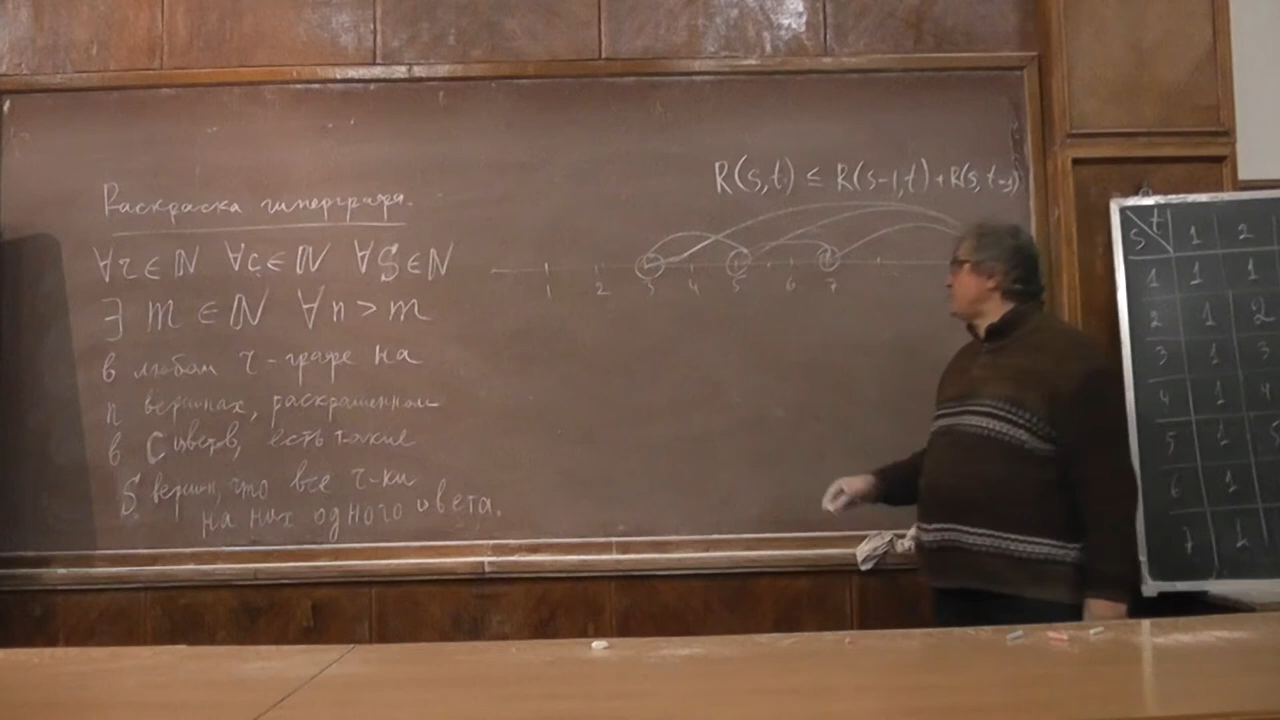 Раскраска гиперграфа.
∀r∈ℕ ∀c∈ℕ ∀S∈ℕ
∃ m ∈ ℕ ∀n > m
в любом r-графе на
n вершинах, раскрашенном
в C цветов, есть такие
S вершин, что все r-ки
на них одного цвета.
R(s,t) ≤ R(s-1,t) + R(s,t-1)
1 2 3 4 5 6 7
S t 1 2
1 1 1
2 1 2
3 1 3
4 1 4
5 1 5
6 1
7 1